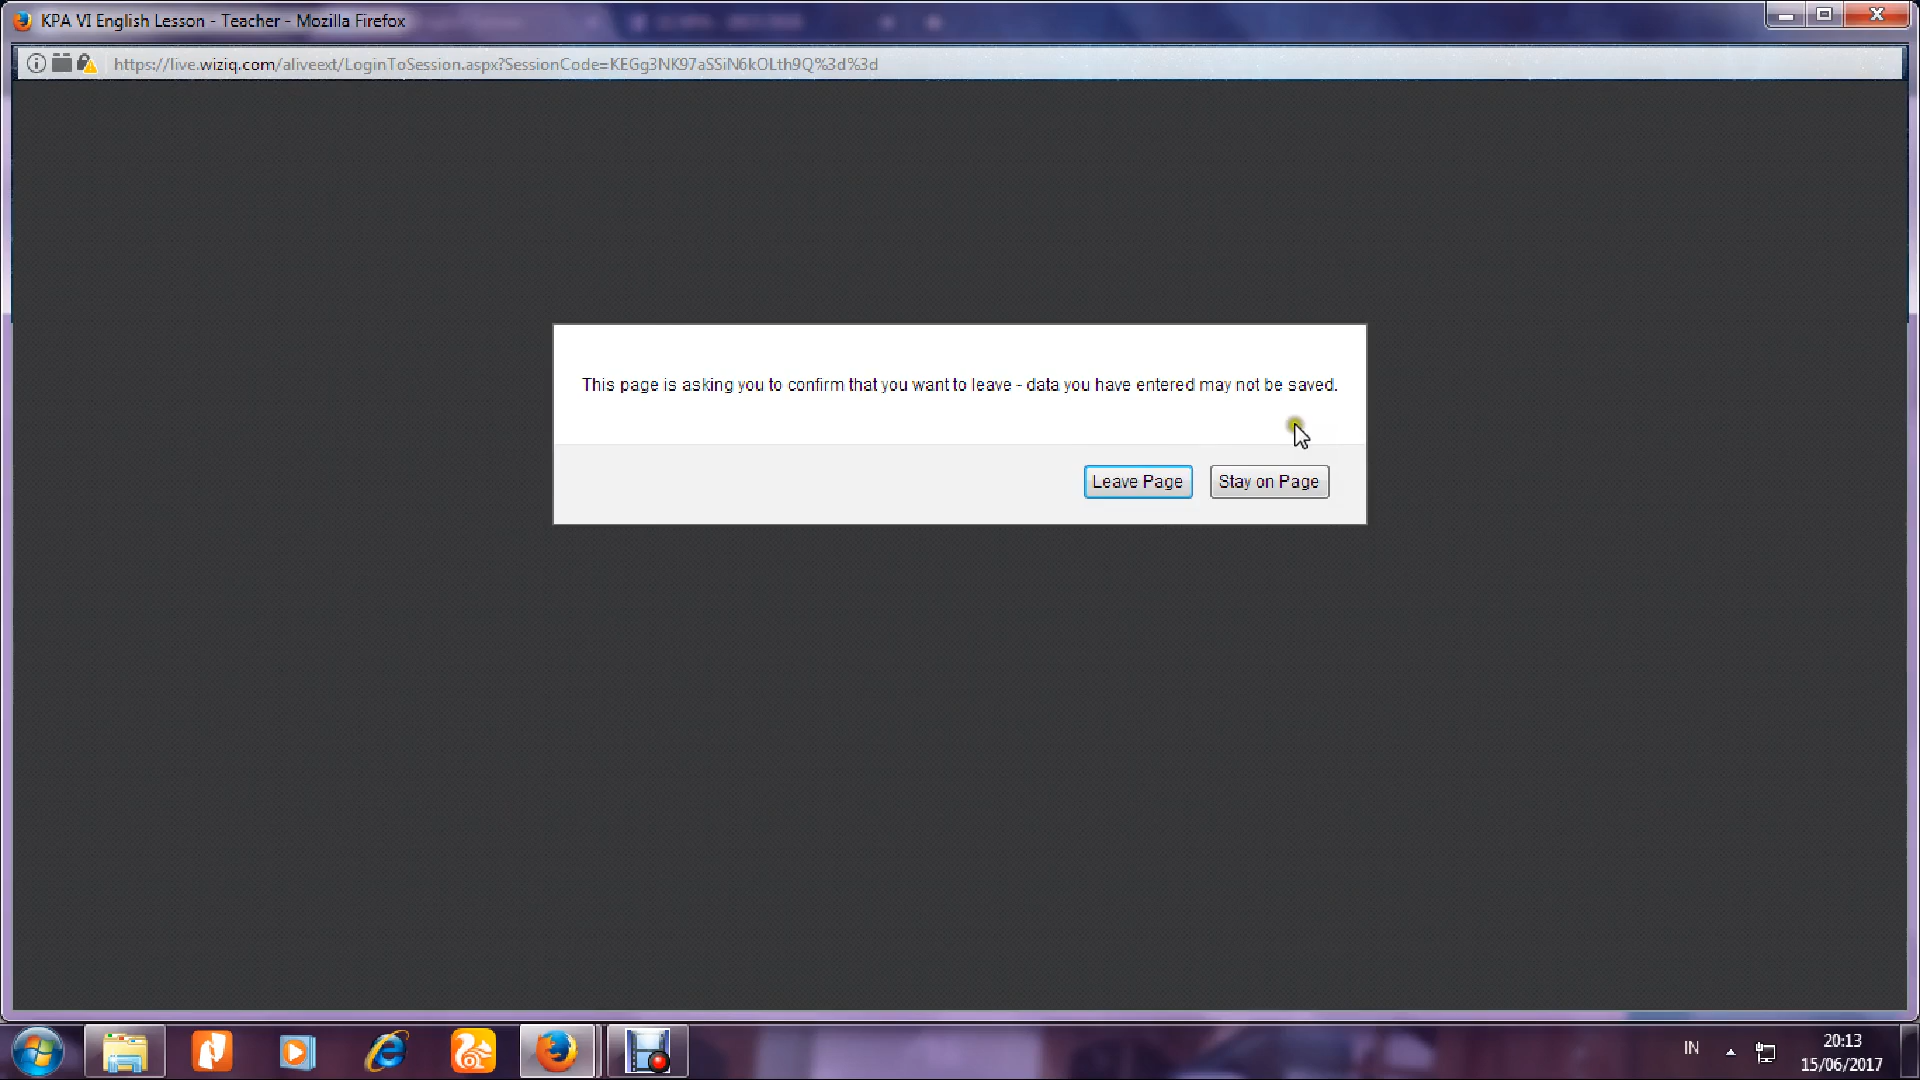 KPA VI English Lesson - Teacher - Mozilla Firefox
https://live.wiziq.com/aliveext/LoginToSession.aspx?SessionCode=KEGg3NK97aSSiN6kOLth9Q%3d%3d
This page is asking you to confirm that you want to leave - data you have entered may not be saved.
Leave Page
Stay on Page
IN
20:13
15/06/2017